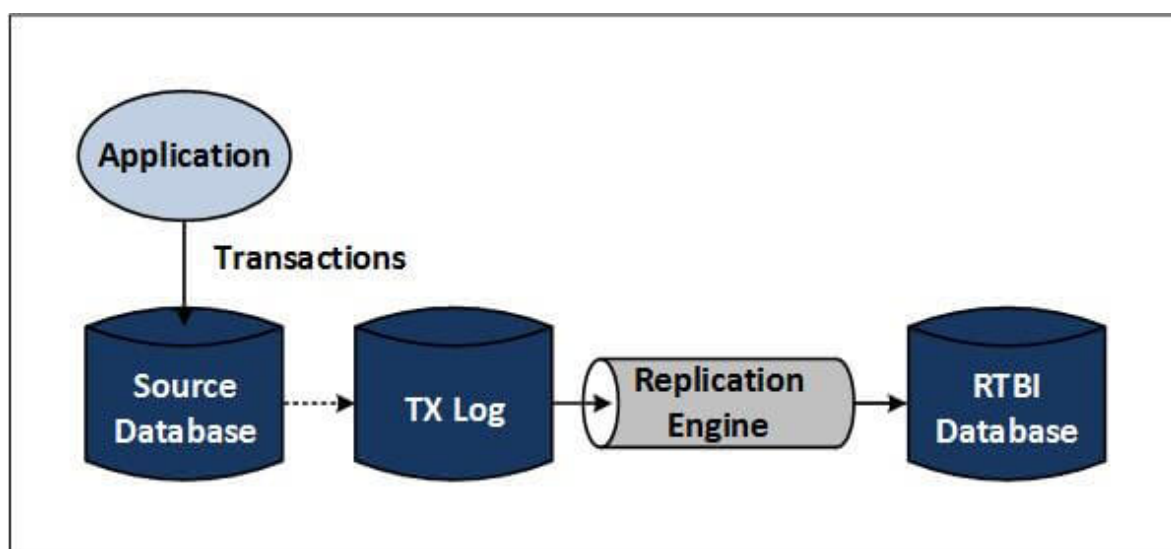 Application
Transactions
Source
Database
TX Log
Replication
Engine
RTBI
Database